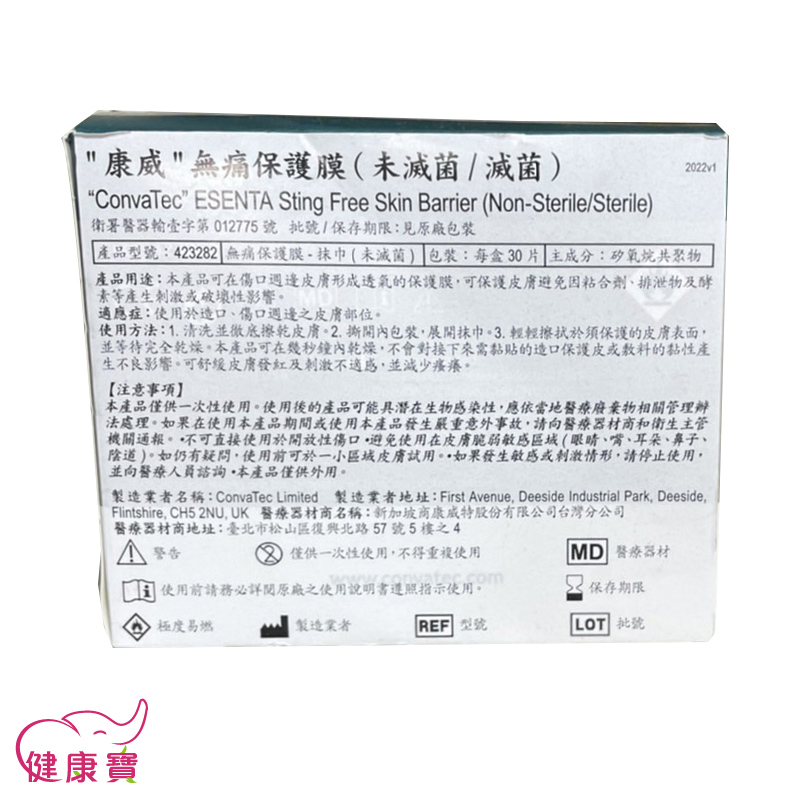 "康威"無痛保護膜(未滅菌/滅菌)
2022v1
“ConvaTec” ESENTA Sting Free Skin Barrier (Non-Sterile/Sterile)
衛署醫器輸壹字第 012775 號 批號/保存期限:見原廠包裝
產品型號:423282 無痛保護膜-抹巾(未滅菌) 包裝:每盒30片 主成分:矽氧烷共聚物
產品用途:本產品可在傷口週邊皮膚形成透氣的保護膜,可保護皮膚避免因粘合劑、排泄物及酵
素等產生刺激或破壞性影響。
適應症:使用於造口、傷口週邊之皮膚部位。
使用方法:1. 清洗並徹底擦乾皮膚。2. 撕開內包裝,展開抹巾。3. 輕輕擦拭於須保護的皮膚表面,
並等待完全乾燥。本產品可在幾秒鐘內乾燥,不會對接下來需黏貼的造口保護皮或敷料的黏性產
生不良影響。可舒緩皮膚發紅及刺激不適感,並減少瘙癢。
【注意事項】
本產品僅供一次性使用。使用後的產品可能具潛在生物感染性,應依當地醫療廢棄物相關管理辦
法處理。如果在使用本產品期間或使用本產品發生嚴重意外事故,請向醫療器材商和衛生主管
機關通報。•不可直接使用於開放性傷口•避免使用在皮膚脆弱敏感區域(眼睛、嘴、耳朵、鼻子、
陰道)。如仍有疑問,使用前可於一小區域皮膚試用。•如果發生敏感或刺激情形,請停止使用,
並向醫療人員諮詢•本產品僅供外用。
製造業者名稱:ConvaTec Limited 製造業者地址:First Avenue, Deeside Industrial Park, Deeside,
Flintshire, CH5 2NU, UK 醫療器材商名稱:新加坡商康威特股份有限公司台灣分公司
醫療器材商地址:臺北市松山區復興北路57號5樓之4
警告 僅供一次性使用,不得重複使用 MD 醫療器材
www.convatec.com
使用前請務必詳閱原廠之使用說明書遵照指示使用。 保存期限
極度易燃 製造業者 REF 型號 LOT 批號
健康寶